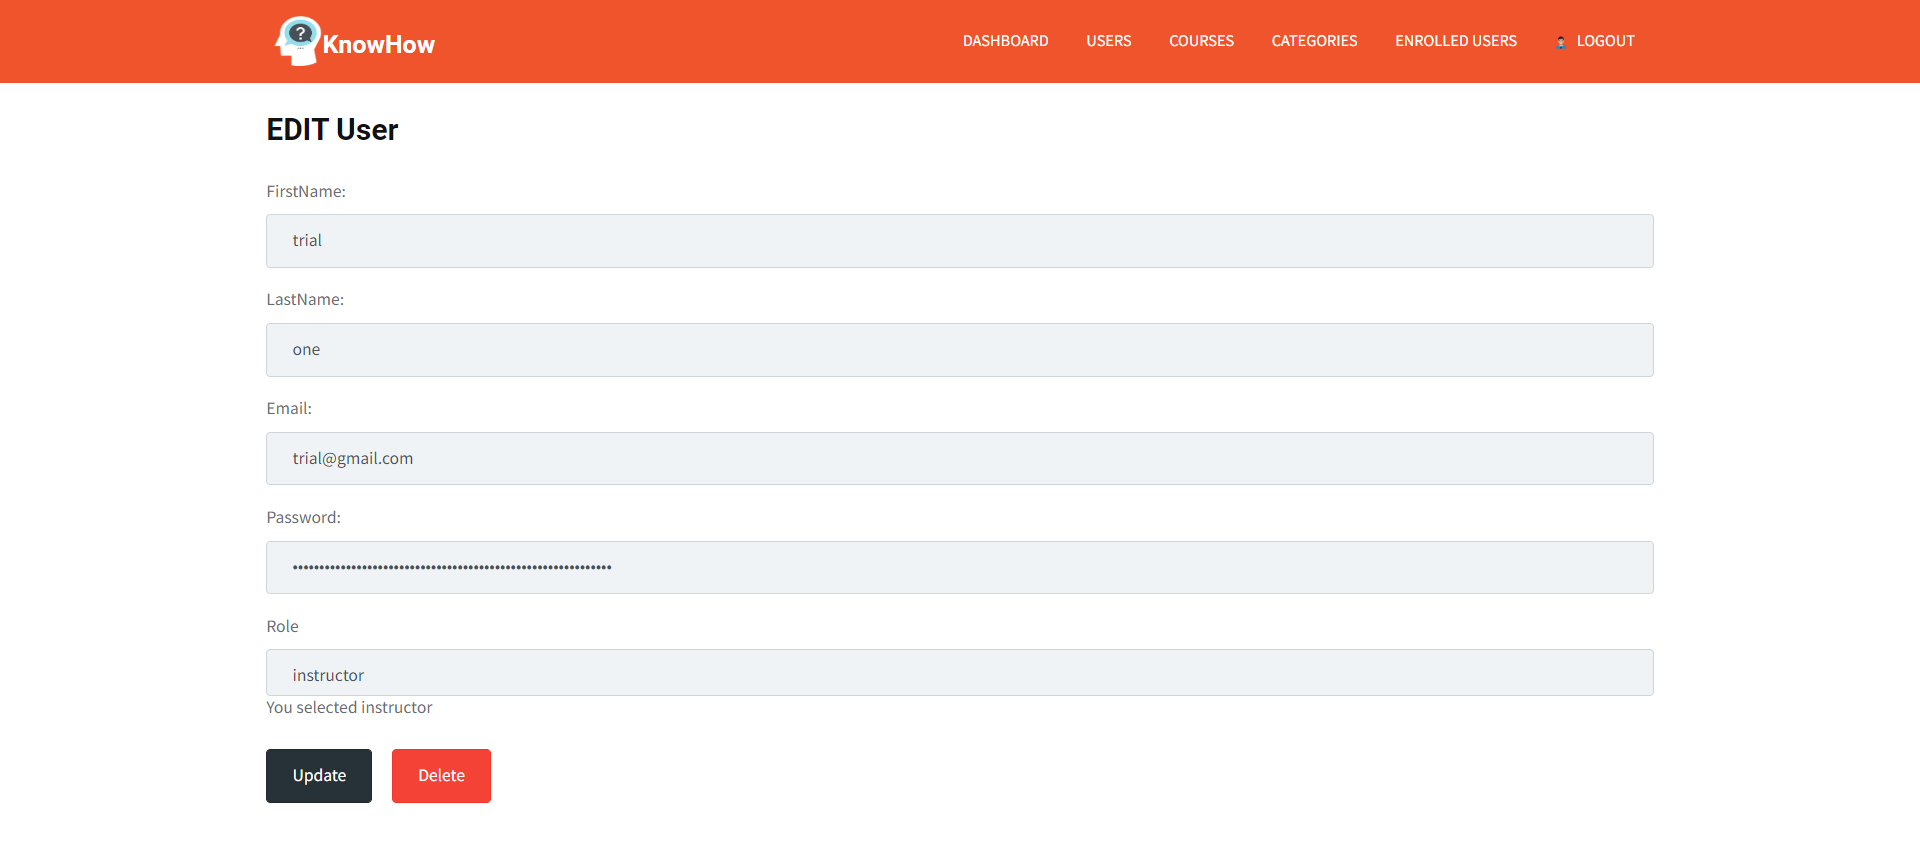 ?
KnowHow
DASHBOARD USERS COURSES CATEGORIES ENROLLED USERS LOGOUT
EDIT User
FirstName:
trial
LastName:
one
Email:
trial@gmail.com
Password:
••••••••••••••••••••••••••••••••••••••••••••••••••••••••••••
Role
instructor
You selected instructor
Update Delete